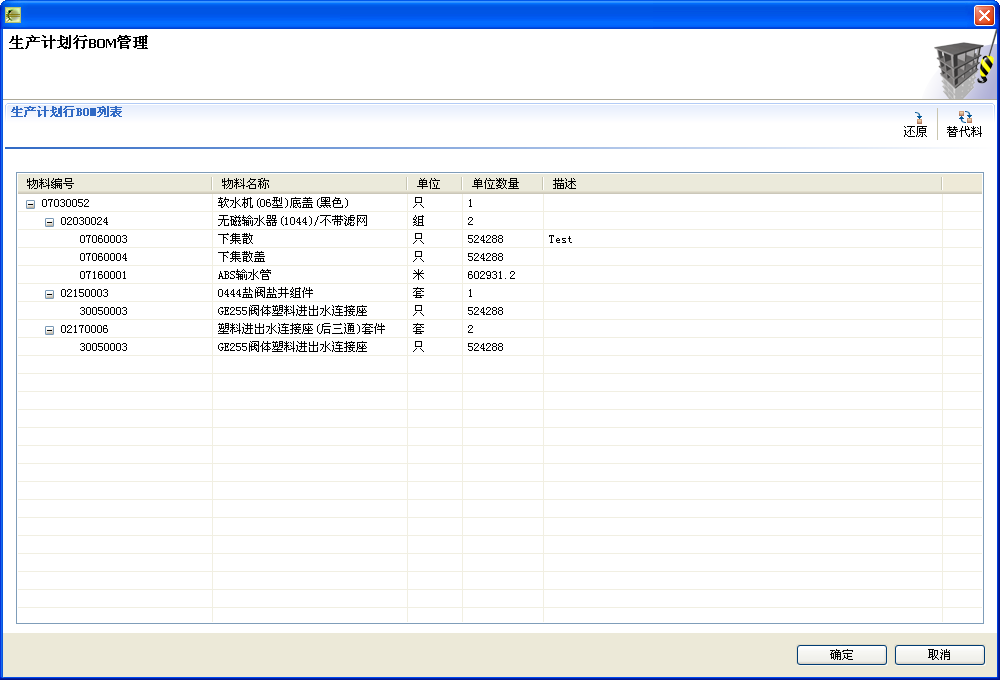 生产计划行BOM管理
生产计划行BOM列表
还原 替代料
物料编号 物料名称 单位 单位数量 描述
07030052 软水机(06型)底盖(黑色) 只 1
02030024 无磁输水器(1044)/不带滤网 组 2
07060003 下集散 只 524288 Test
07060004 下集散盖 只 524288
07160001 ABS输水管 米 602931.2
02150003 0444盐阀盐井组件 套 1
30050003 GE255阀体塑料进出水连接座 只 524288
02170006 塑料进出水连接座(后三通)套件 套 2
30050003 GE255阀体塑料进出水连接座 只 524288
确定 取消